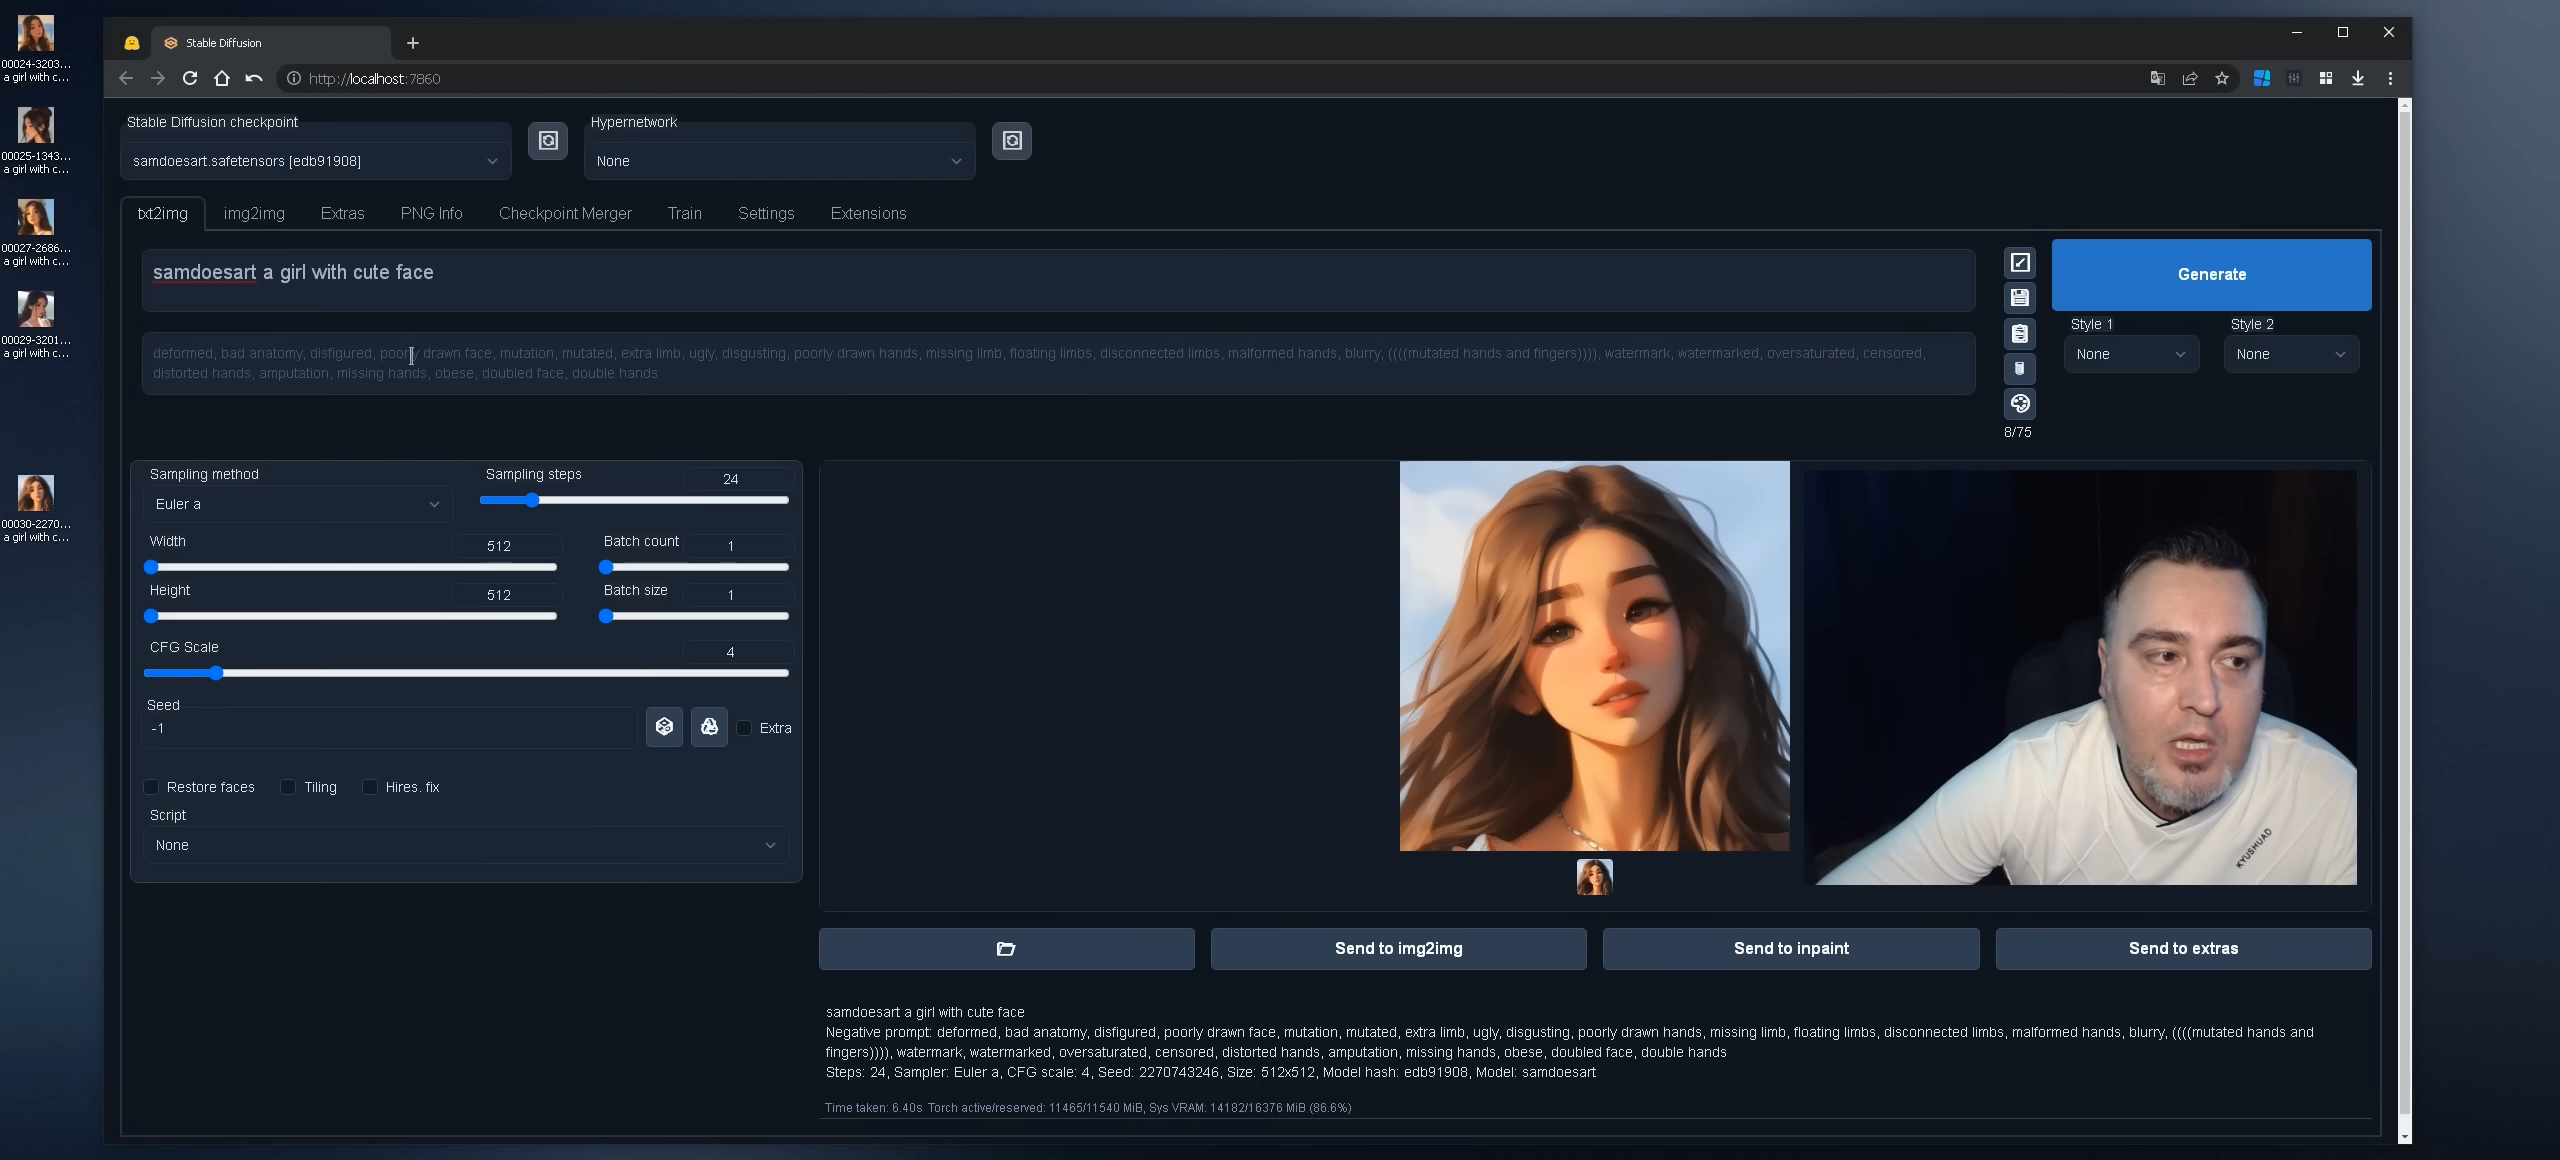 00024-3203...
a girl with c...
00025-1343...
a girl with c...
00027-2686...
a girl with c...
00029-3201...
a girl with c...
00030-2270...
a girl with c...
Stable Diffusion
http://localhost:7860
Stable Diffusion checkpoint
samdoesart.safetensors [edb91908]
Hypernetwork
None
txt2img
img2img
Extras
PNG Info
Checkpoint Merger
Train
Settings
Extensions
samdoesart a girl with cute face
deformed, bad anatomy, disfigured, poorly drawn face, mutation, mutated, extra limb, ugly, disgusting, poorly drawn hands, missing limb, floating limbs, disconnected limbs, malformed hands, blurry, ((((mutated hands and fingers)))), watermark, watermarked, oversaturated, censored,
distorted hands, amputation, missing hands, obese, doubled face, double hands
Generate
Style 1
Style 2
None
None
8/75
Sampling method
Euler a
Sampling steps
24
Width
512
Batch count
1
Height
512
Batch size
1
CFG Scale
4
Seed
-1
Extra
Restore faces
Tiling
Hires. fix
Script
None
KYUSHUAD
Send to img2img
Send to inpaint
Send to extras
samdoesart a girl with cute face
Negative prompt: deformed, bad anatomy, disfigured, poorly drawn face, mutation, mutated, extra limb, ugly, disgusting, poorly drawn hands, missing limb, floating limbs, disconnected limbs, malformed hands, blurry, ((((mutated hands and
fingers)))), watermark, watermarked, oversaturated, censored, distorted hands, amputation, missing hands, obese, doubled face, double hands
Steps: 24, Sampler: Euler a, CFG scale: 4, Seed: 2270743246, Size: 512x512, Model hash: edb91908, Model: samdoesart
Time taken: 6.40s Torch active/reserved: 11465/11540 MiB, Sys VRAM: 14182/16376 MiB (86.6%)